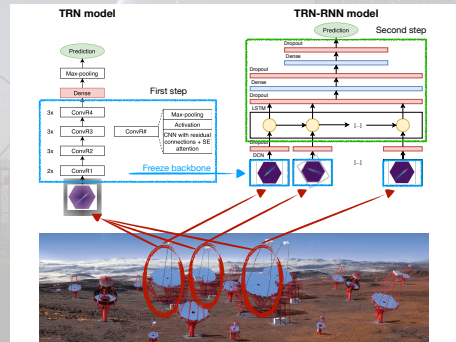 TRN model
Prediction
Max-pooling
Dense
3x ConvR4
3x ConvR3
3x ConvR2
2x ConvR1
First step
ConvR#
Max-pooling
Activation
CNN with residual
connections + SE
attention
Freeze backbone
TRN-RNN model
Prediction
Second step
Dropout
Dense
Dropout
Dense
Dropout
LSTM
[...]
Dropout
DCN
[...]